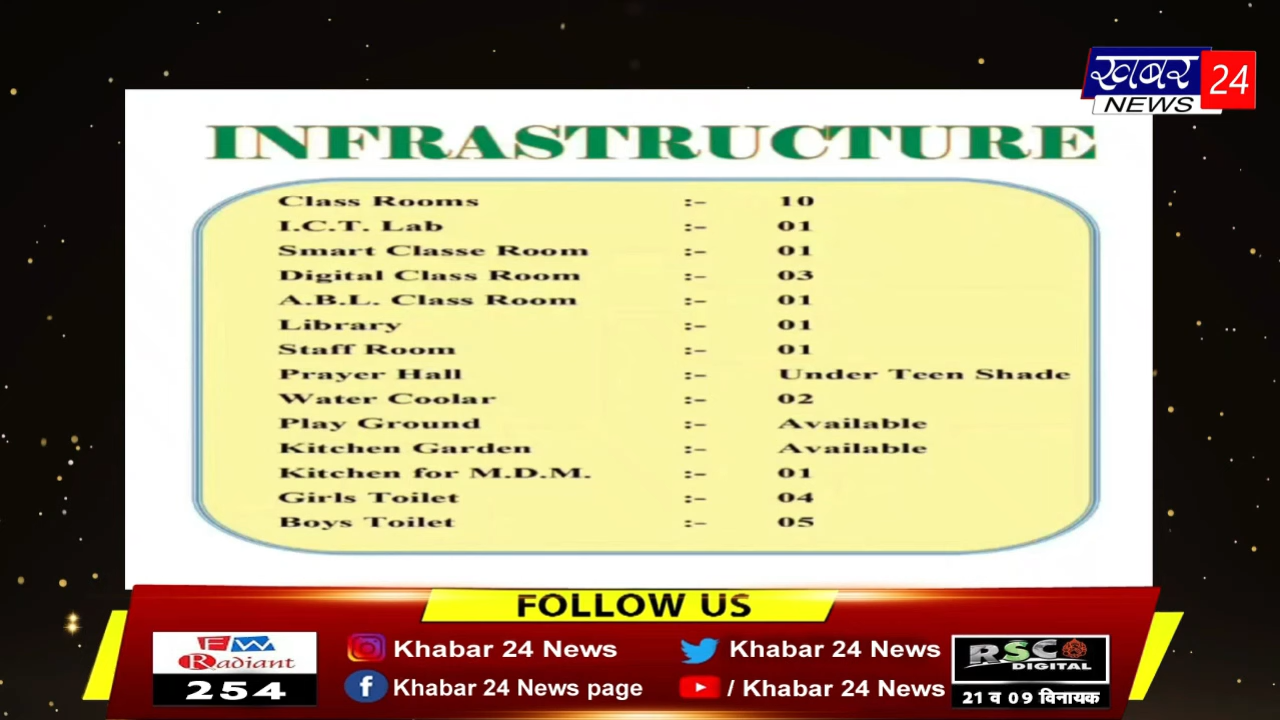 खबर 24
NEWS
INFRASTRUCTURE
Class Rooms :- 10
I.C.T. Lab :- 01
Smart Classe Room :- 01
Digital Class Room :- 03
A.B.L. Class Room :- 01
Library :- 01
Staff Room :- 01
Prayer Hall :- Under Teen Shade
Water Coolar :- 02
Play Ground :- Available
Kitchen Garden :- Available
Kitchen for M.D.M. :- 01
Girls Toilet :- 04
Boys Toilet :- 05
FOLLOW US
FW
Radiant
254
Khabar 24 News
Khabar 24 News page
Khabar 24 News
/ Khabar 24 News
RSC
DIGITAL
21 व 09 विनायक